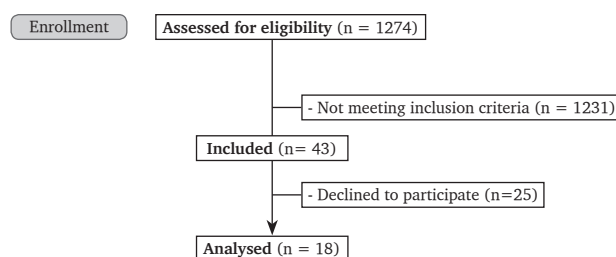 Enrollment
Assessed for eligibility (n = 1274)
- Not meeting inclusion criteria (n = 1231)
Included (n= 43)
- Declined to participate (n=25)
Analysed (n = 18)